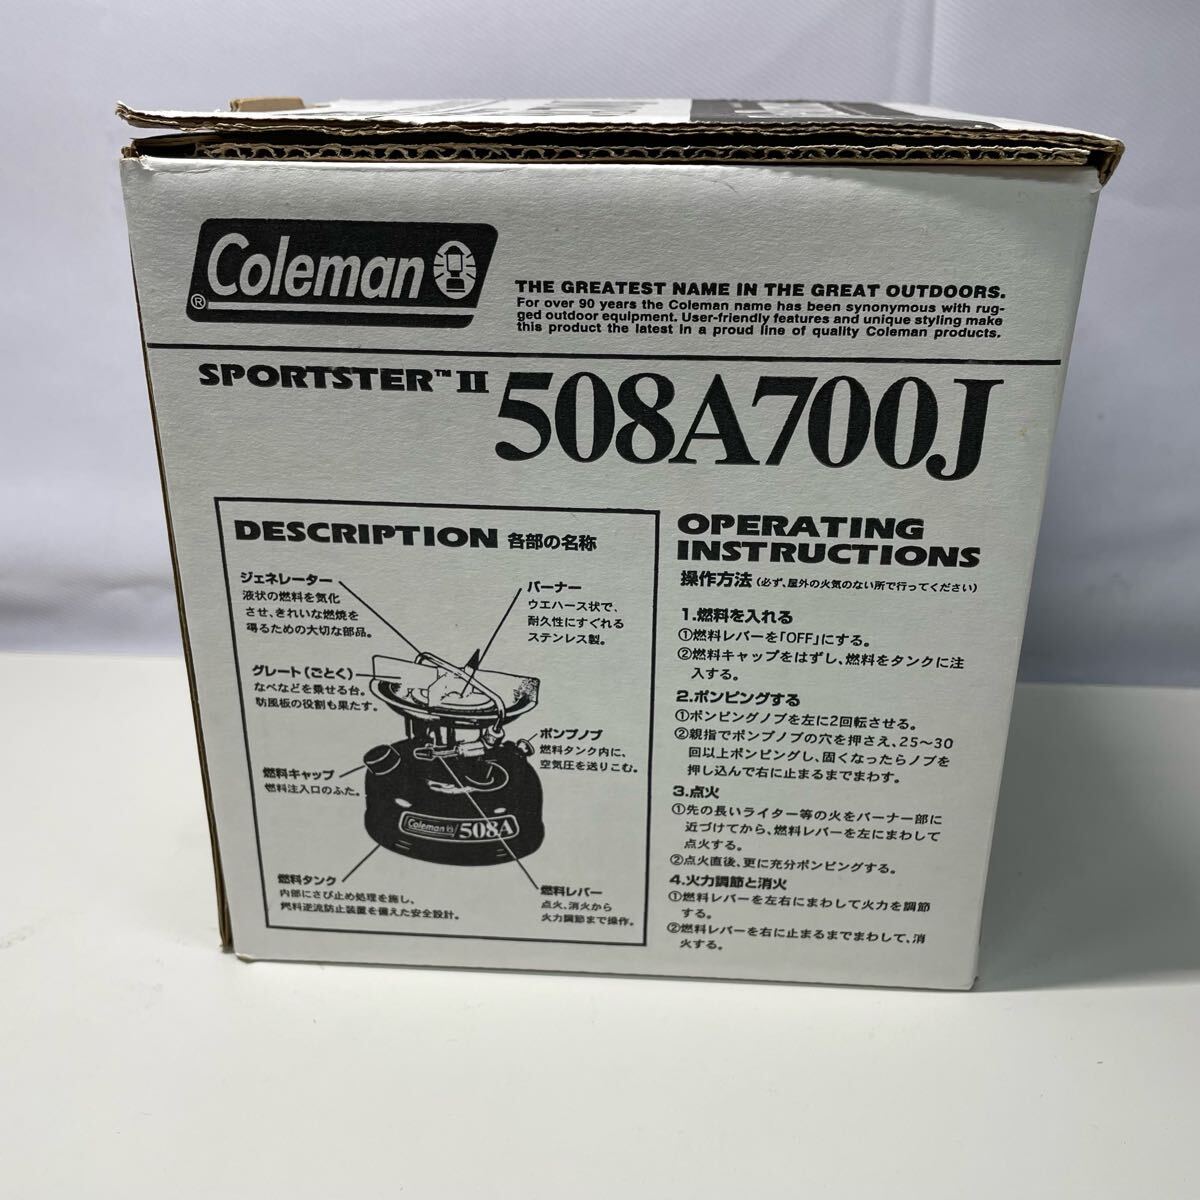 Coleman
®
THE GREATEST NAME IN THE GREAT OUTDOORS.
For over 90 years the Coleman name has been synonymous with rug-
ged outdoor equipment. User-friendly features and unique styling make
this product the latest in a proud line of quality Coleman products.
SPORTSTER™ II 508A700J
DESCRIPTION 各部の名称
ジェネレーター
液状の燃料を気化
させ、きれいな燃焼を
得るための大切な部品。
バーナー
ウエハース状で、
耐久性にすぐれる
ステンレス製。
グレート(ごとく)
なべなどを乗せる台。
防風板の役割も果たす。
ポンプノブ
燃料タンク内に、
空気圧を送りこむ。
燃料キャップ
燃料注入口のふた。
Coleman 508A
燃料タンク
内部にさび止め処理を施し、
燃料逆流防止装置を備えた安全設計。
燃料レバー
点火、消火から
火力調節まで操作。
OPERATING
INSTRUCTIONS
操作方法(必ず、屋外の火気のない所で行ってください)
1.燃料を入れる
①燃料レバーを「OFF」にする。
②燃料キャップをはずし、燃料をタンクに注
入する。
2.ポンピングする
①ポンピングノブを左に2回転させる。
②親指でポンプノブの穴を押さえ、25〜30
回以上ポンピングし、固くなったらノブを
押し込んで右に止まるまでまわす。
3.点火
①先の長いライター等の火をバーナー部に
近づけてから、燃料レバーを左にまわして
点火する。
②点火直後、更に充分ポンピングする。
4.火力調節と消火
①燃料レバーを左右にまわして火力を調節
する。
②燃料レバーを右に止まるまでまわして、消
火する。